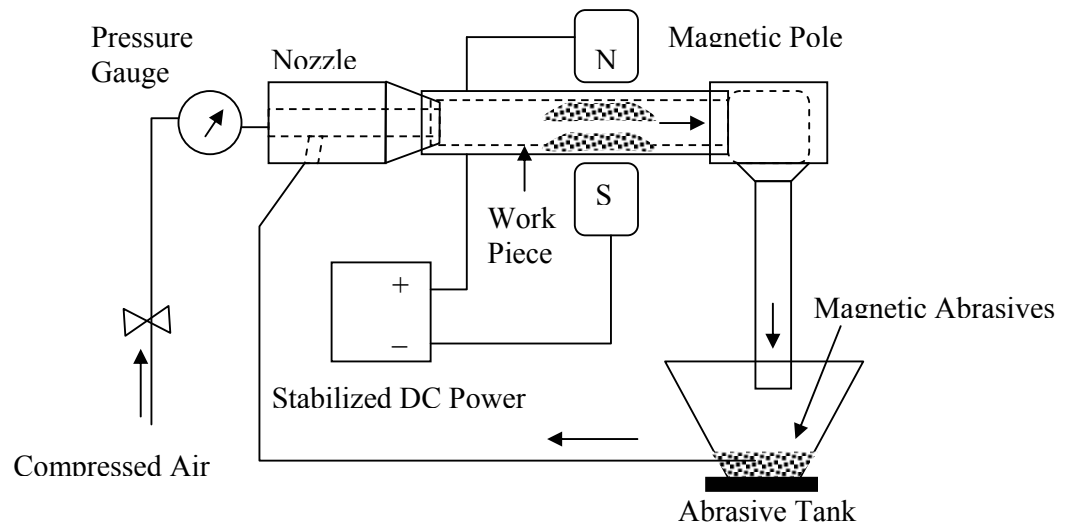 Pressure
Gauge
Nozzle
N
Magnetic Pole
S
Work
Piece
+
–
Stabilized DC Power
Magnetic Abrasives
Compressed Air
Abrasive Tank